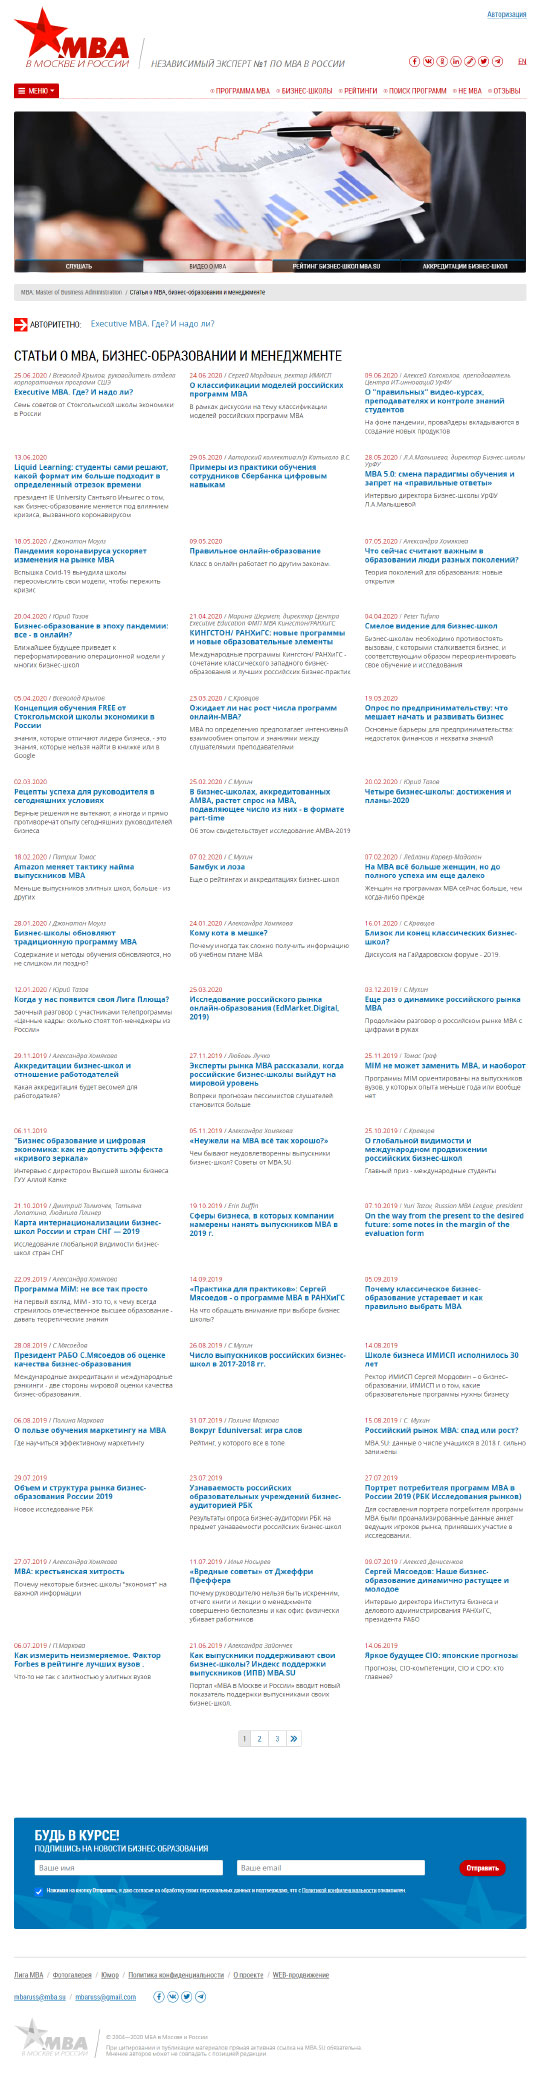 Авторизация
МВА
В МОСКВЕ И РОССИИ
НЕЗАВИСИМЫЙ ЭКСПЕРТ №1 ПО МВА В РОССИИ
EN
МЕНЮ
ПРОГРАММА МВА
БИЗНЕС-ШКОЛЫ
РЕЙТИНГИ
ПОИСК ПРОГРАММ
НЕ МВА
ОТЗЫВЫ
СЛУШАТЬ
ВИДЕО О МВА
РЕЙТИНГ БИЗНЕС-ШКОЛ MBA.SU
АККРЕДИТАЦИИ БИЗНЕС-ШКОЛ
MBA. Master of Business Administration / Статьи о МВА, бизнес-образовании и менеджменте
АВТОРИТЕТНО: Executive MBA. Где? И надо ли?
СТАТЬИ О МВА, БИЗНЕС-ОБРАЗОВАНИИ И МЕНЕДЖМЕНТЕ
25.06.2020 / Всеволод Крылов, руководитель отдела
корпоративных программ СШЭ
Executive MBA. Где? И надо ли?
Семь советов от Стокгольмской школы экономики
в России
24.06.2020 / Сергей Мордовин, ректор ИМИСП
О классификации моделей российских
программ МВА
В рамках дискуссии на тему классификации
моделей российских программ МВА
09.06.2020 / Алексей Колоколов, преподаватель
Центра ИТ-инноваций УрФУ
О "правильных" видео-курсах,
преподавателях и контроле знаний
студентов
На фоне пандемии, провайдеры вкладываются в
создание новых продуктов
13.06.2020
Liquid Learning: студенты сами решают,
какой формат им больше подходит в
определенный отрезок времени
президент IE University Сантьяго Иньигес о том,
как бизнес-образование меняется под влиянием
кризиса, вызванного коронавирусом
29.05.2020 / Авторский коллектив:п/р Катькало В.С.
Примеры из практики обучения
сотрудников Сбербанка цифровым
навыкам
28.05.2020 / Л.А.Малышева, директор Бизнес школы
УрФУ
МВА 5.0: смена парадигмы обучения и
запрет на «правильные ответы»
Интервью директора Бизнес-школы УрФУ
Л.А.Малышевой
18.05.2020 / Джонатан Моулз
Пандемия коронавируса ускоряет
изменения на рынке МВА
Вспышка Covid-19 вынудила школы
переосмыслить свои модели, чтобы пережить
кризис
09.05.2020
Правильное онлайн-образование
Класс в онлайн работает по другим законам.
07.05.2020 / Александра Хомякова
Что сейчас считают важным в
образовании люди разных поколений?
Теория поколений для образования: новые
открытия
20.04.2020 / Юрий Тазов
Бизнес-образование в эпоху пандемии:
все - в онлайн?
Ближайшее будущее приведет к
переформатированию операционной модели у
многих бизнес-школ
21.04.2020 / Марина Шермет, директор Центра
Executive Education ФМП МВА Кингстон/РАНХиГС
КИНГСТОН/ РАНХиГС: новые программы
и новые образовательные элементы
Международные программы Кингстон/ РАНХиГС -
сочетание классического западного бизнес-
образования и лучших российских бизнес-практик
04.04.2020 / Peter Tufano
Смелое видение для бизнес-школ
Бизнес-школам необходимо противостоять
вызовам, с которыми сталкивается бизнес, и
соответствующим образом переориентировать
свое обучение и исследования
05.04.2020 / Всеволод Крылов
Концепция обучения FREE от
Стокгольмской школы экономики в
России
знания, которые отличают лидера бизнеса, - это
знания, которые нельзя найти в книжке или в
Google
23.03.2020 / С.Кровцов
Ожидает ли нас рост числа программ
онлайн-МВА?
МВА по определению предполагает интенсивный
взаимообмен опытом и знаниями между
слушателями и преподавателями
19.03.2020
Опрос по предпринимательству: что
мешает начать и развивать бизнес
Основные барьеры для предпринимательства:
недостаток финансов и нехватка знаний
02.03.2020
Рецепты успеха для руководителя в
сегодняшних условиях
Верные решения не вытекают, а иногда и прямо
противоречат опыту сегодняшних руководителей
бизнеса
25.02.2020 / С.Мухин
В бизнес-школах, аккредитованных
AMBA, растет спрос на МВА,
подавляющее число из них - в формате
part-time
Об этом свидетельствует исследование AMBA-2019
20.02.2020 / Юрий Тазов
Четыре бизнес-школы: достижения и
планы-2020
18.02.2020 / Патрик Томас
Amazon меняет тактику найма
выпускников МВА
Меньше выпускников элитных школ, больше - из
других
07.02.2020 / С.Мухин
Бамбук и лоза
Еще о рейтингах и аккредитациях бизнес-школ
07.02.2020 / Лейлани Карвер-Мадалон
На МВА всё больше женщин, но до
полного успеха им еще далеко
Женщин на программах МВА сейчас больше, чем
когда-либо прежде
28.01.2020 / Джонатан Моулз
Бизнес-школы обновляют
традиционную программу МВА
Содержание и методы обучения обновляются, но
не слишком ли поздно?
24.01.2020 / Александра Хомякова
Кому кота в мешке?
Почему иногда так сложно получить информацию
об учебном плане МВА
16.01.2020 / С.Кравцов
Близок ли конец классических бизнес-
школ?
Дискуссия на Гайдаровском форуме - 2019.
12.01.2020 / Юрий Тазов
Когда у нас появится своя Лига Плюща?
Заочный разговор с участниками телепрограммы
«Ценные кадры: сколько стоят топ-менеджеры из
России»
25.03.2020
Исследование российского рынка
онлайн-образования (EdMarket.Digital,
2019)
03.12.2019 / С.Мухин
Еще раз о динамике российского рынка
МВА
Продолжаем разговор о российском рынке МВА с
цифрами в руках
29.11.2019 / Александра Хомякова
Аккредитации бизнес-школ и
отношение работодателей
Какая аккредитация будет весомей для
работодателя?
27.11.2019 / Любовь Лучко
Эксперты рынка МВА рассказали, когда
российские бизнес-школы выйдут на
мировой уровень
Вопреки прогнозам пессимистов слушателей
становится больше
25.11.2019 / Томас Граф
MIM не может заменить МВА, и наоборот
Программы MIM ориентированы на выпускников
вузов, у которых опыта меньше года или вообще
нет
06.11.2019
"Бизнес образование и цифровая
экономика: как не допустить эффекта
«кривого зеркала»
Интервью с директором Высшей школы бизнеса
ГУУ Аллой Канке
05.11.2019 / Александра Хомякова
«Неужели на МВА всё так хорошо?»
Чем бывают неудовлетворенны выпускники
бизнес-школ? Советы от MBA.SU
25.10.2019 / С.Кравцов
О глобальной видимости и
международном продвижении
российских бизнес-школ
Главный приз - международные студенты
21.10.2019 / Дмитрий Толмачев, Татьяна
Лопатина, Людмила Плинер
Карта интернационализации бизнес-
школ России и стран СНГ — 2019
Исследование глобальной видимости бизнес-
школ стран СНГ
19.10.2019 / Erin Duffin
Сферы бизнеса, в которых компании
намерены нанять выпускников МВА в
2019 г.
07.10.2019 / Yuri Tazov, Russian MBA League, president
On the way from the present to the desired
future: some notes in the margin of the
evaluation form
22.09.2019 / Александра Хомякова
Программа MiM: не все так просто
На первый взгляд, MiM - это то, к чему всегда
стремилось отечественное высшее образование -
давать теоретические знания
14.09.2019
«Практика для практиков»: Сергей
Мясоедов - о программе МВА в РАНХиГС
На что обращать внимание при выборе бизнес
школы?
05.09.2019
Почему классическое бизнес-
образование устаревает и как
правильно выбрать МВА
28.08.2019 / С.Мясоедов
Президент РАБО С.Мясоедов об оценке
качества бизнес-образования
Международные аккредитации и международные
рэнкинги - две стороны мировой оценки качества
бизнес-образования.
26.08.2019 / С.Мухин
Число выпускников российских бизнес-
школ в 2017-2018 гг.
14.08.2019
Школе бизнеса ИМИСП исполнилось 30
лет
Ректор ИМИСП Сергей Мордовин – о бизнес-
образовании, ИМИСП и о том, какие
образовательные программы нужны бизнесу
06.08.2019 / Полина Маркова
О пользе обучения маркетингу на МВА
Где научиться эффективному маркетингу
31.07.2019 / Полина Маркова
Вокруг Eduniversal: игра слов
Рейтинг, у которого все в топе
15.08.2019 / С. Мухин
Российский рынок МВА: спад или рост?
MBA.SU: данные о числе учащихся в 2018 г. сильно
занижены
29.07.2019
Объем и структура рынка бизнес-
образования России 2019
Новое исследование РБК
23.07.2019
Узнаваемость российских
образовательных учреждений бизнес-
аудиторией РБК
Результаты опроса бизнес-аудитории РБК на
предмет узнаваемости российских бизнес-школ
27.07.2019
Портрет потребителя программ МВА в
России 2019 (РБК Исследования рынков)
Для составления портрета потребителя программ
МВА были проанализированные данные анкет
ведущих игроков рынка, принявших участие в
исследовании.
27.07.2019 / Александра Хомякова
МВА: крестьянская хитрость
Почему некоторые бизнес-школы "экономят" на
важной информации
11.07.2019 / Илья Носырев
«Вредные советы» от Джеффри
Пфеффера
Почему руководителю нельзя быть искренним,
отчего книги и лекции о менеджменте
совершенно бесполезны и как офис физически
убивает работников
09.07.2019 / Алексей Денисенков
Сергей Мясоедов: Наше бизнес-
образование динамично растущее и
молодое
Интервью директора Института бизнеса и
делового администрирования РАНХиГС,
президента РАБО
06.07.2019 / П.Маркова
Как измерить неизмеряемое. Фактор
Forbes в рейтинге лучших вузов .
Что-то не так с элитностью у элитных вузов
21.06.2019 / Александра Зайончек
Как выпускники поддерживают свои
бизнес-школы? Индекс поддержки
выпускников (ИПВ) MBA.SU
Портал «МВА в Москве и России» вводит новый
показатель поддержки выпускниками своих
бизнес-школ.
14.06.2019
Яркое будущее CIO: японские прогнозы
Прогнозы, CIO-компетенции, CIO и CDO: кто
главнее?
1 2 3 »
БУДЬ В КУРСЕ!
ПОДПИШИСЬ НА НОВОСТИ БИЗНЕС-ОБРАЗОВАНИЯ
Ваше имя
Ваше email
Отправить
Нажимая на кнопку Отправить, я даю согласие на обработку своих персональных данных и подтверждаю, что с Политикой конфиденциальности ознакомлен.
Лига МВА / Фотогалерея / Юмор / Политика конфиденциальности / О проекте / WEB-продвижение
mbaruss@mba.su / mbaruss@gmail.com
МВА
В МОСКВЕ И РОССИИ
© 2004—2020 МВА в Москве и России
При цитировании и публикации материалов прямая активная ссылка на MBA.SU обязательна
Мнение авторов может не совпадать с позицией редакции